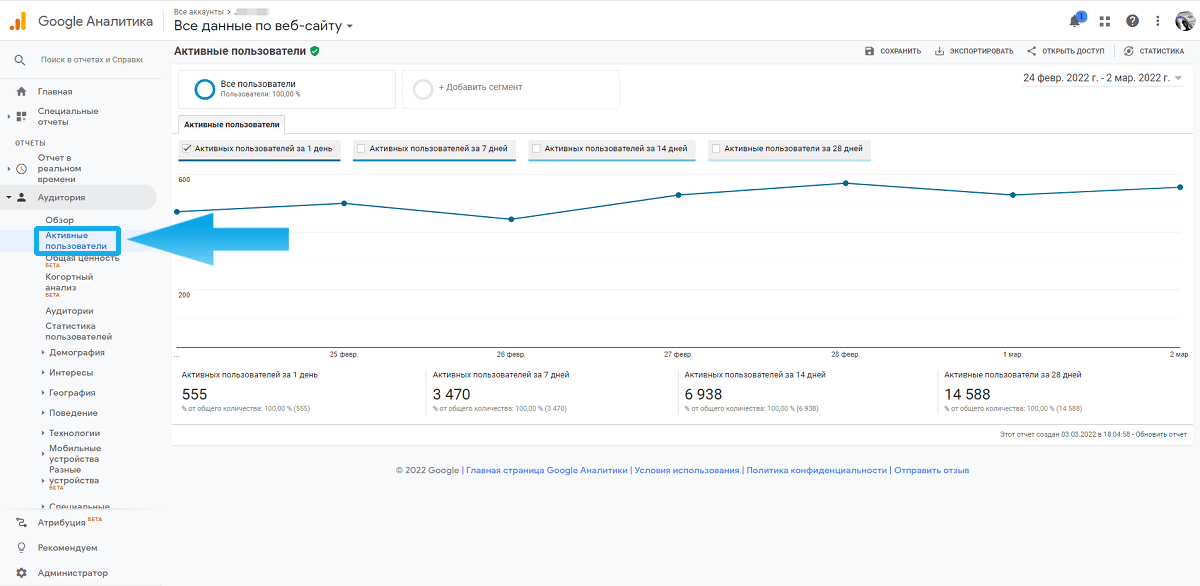 Google Аналитика
Все аккаунты >
Все данные по веб-сайту
1
Поиск в отчетах и Справке
Главная
Специальные
отчеты
ОТЧЕТЫ
Отчет в
реальном
времени
Аудитория
Обзор
Активные
пользователи
Общая ценность
БЕТА
Когортный
анализ
БЕТА
Аудитории
Статистика
пользователей
Демография
Интересы
География
Поведение
Технологии
Мобильные
устройства
Разные
устройства
БЕТА
Специальные
Атрибуция БЕТА
Рекомендуем
Администратор
Активные пользователи
СОХРАНИТЬ
ЭКСПОРТИРОВАТЬ
ОТКРЫТЬ ДОСТУП
СТАТИСТИКА
Все пользователи
Пользователи: 100,00 %
+ Добавить сегмент
24 февр. 2022 г. - 2 мар. 2022 г.
Активные пользователи
Активных пользователей за 1 день
Активных пользователей за 7 дней
Активных пользователей за 14 дней
Активные пользователи за 28 дней
600
200
...
25 февр.
26 февр.
27 февр.
28 февр.
1 мар.
2 мар.
Активных пользователей за 1 день
555
% от общего количества: 100,00 % (555)
Активных пользователей за 7 дней
3 470
% от общего количества: 100,00 % (3 470)
Активных пользователей за 14 дней
6 938
% от общего количества: 100,00 % (6 938)
Активные пользователи за 28 дней
14 588
% от общего количества: 100,00 % (14 588)
Этот отчет создан 03.03.2022 в 18:04:58 - Обновить отчет
© 2022 Google | Главная страница Google Аналитики | Условия использования | Политика конфиденциальности | Отправить отзыв